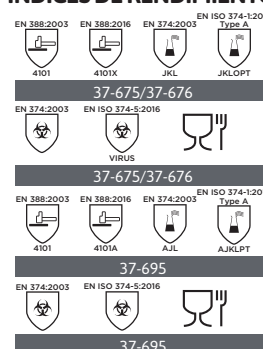 ÍNDICES DE RENDIMIENTO
EN 388:2003 EN 388:2016 EN 374:2003 EN ISO 374-1:20
Type A
4101 4101X JKL JKLOPT
37-675/37-676
EN 374:2003 EN ISO 374-5:2016
VIRUS
37-675/37-676
EN 388:2003 EN 388:2016 EN 374:2003 EN ISO 374-1:20
Type A
4101 4101A AJL AJKLPT
37-695
EN 374:2003 EN ISO 374-5:2016
37-695